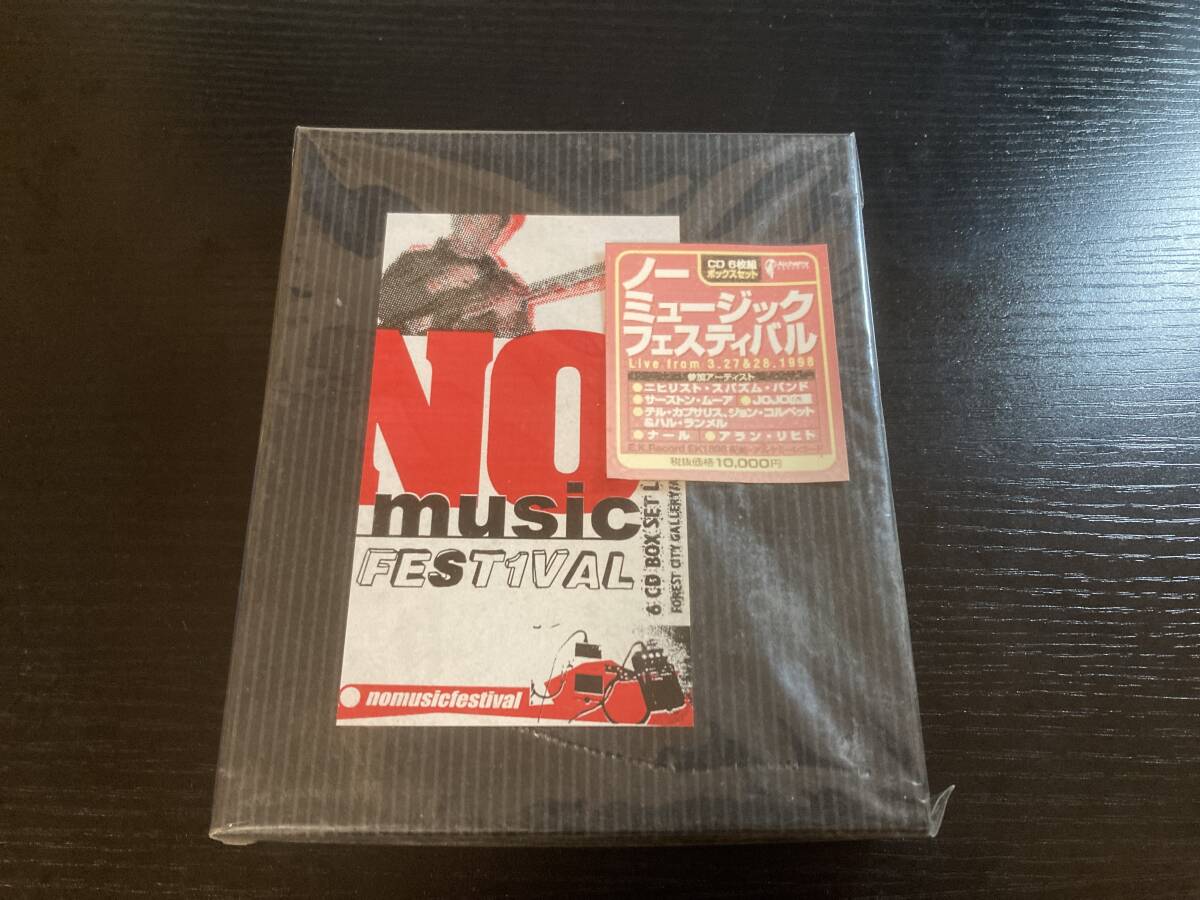 NO
music
FEST1VAL
nomusicfestival
6 CD BOX SET L
FOREST CITY GALLERY/
CD 6枚組
ボックスセット
Alchemy
ノー
ミュージック
フェスティバル
Live from 3.27&28.1998
参加アーティスト
●ニヒリスト・スパズム・バンド
●サーストン・ムーア ●JOJO広重
●テル・カプサリス、ジョン・コルベット
&ハル・ランメル
●ナール ●アラン・リヒト
税抜価格10,000円